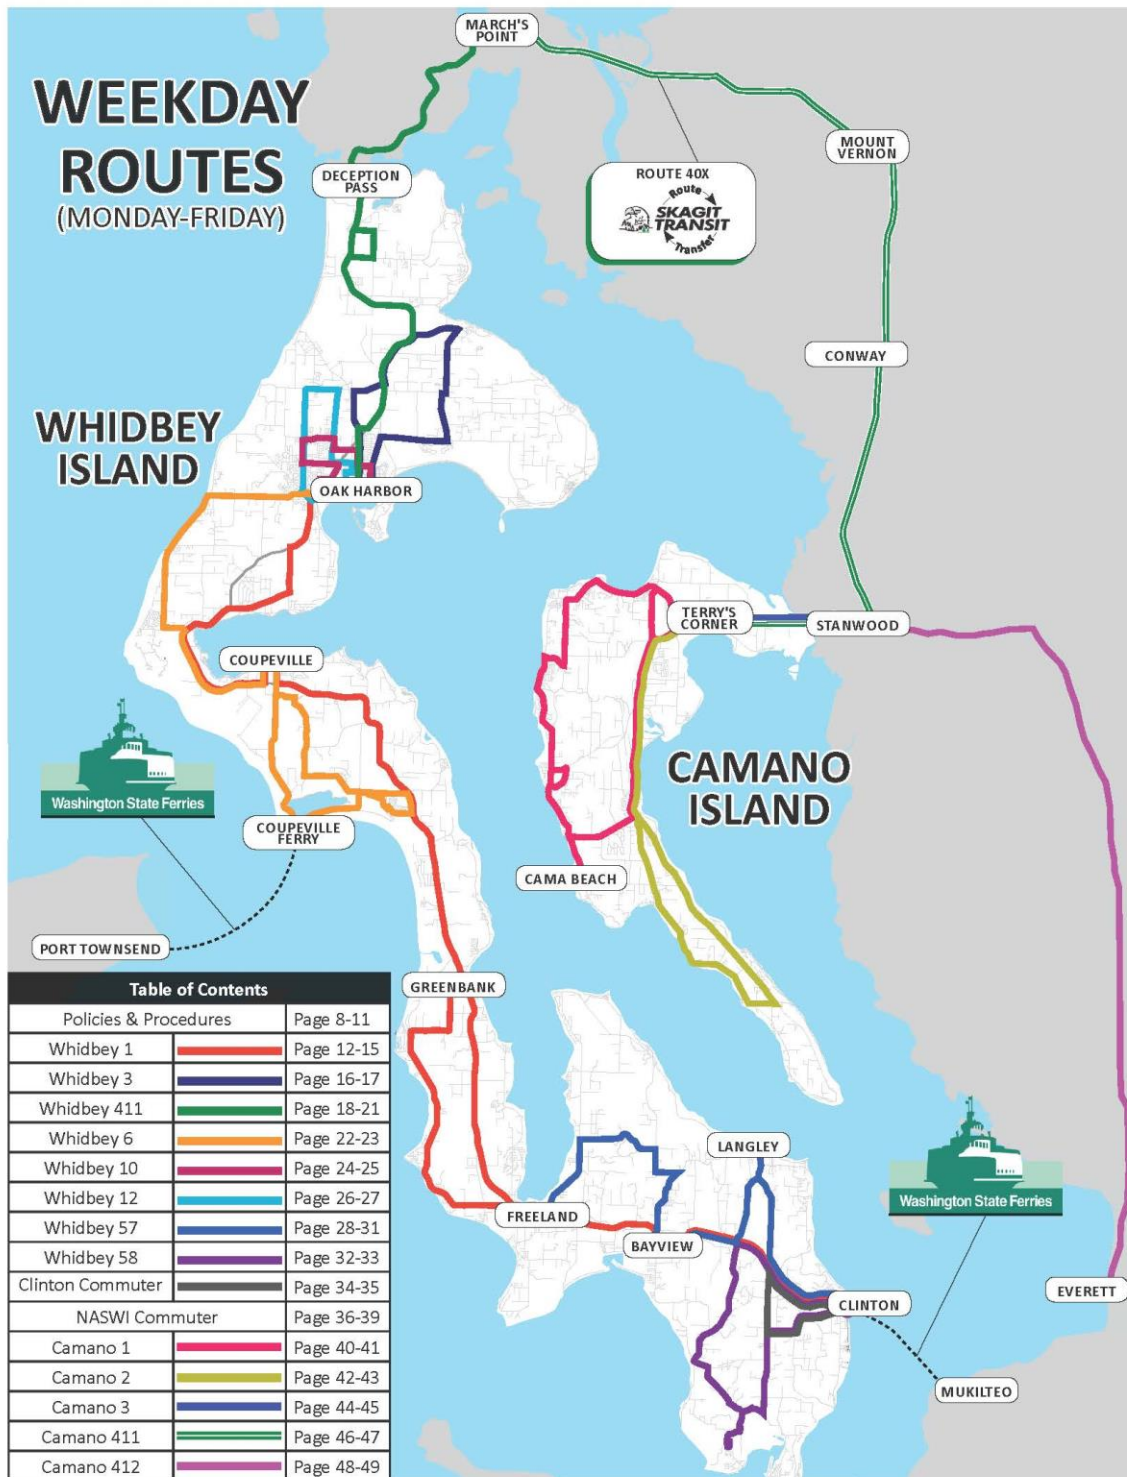 MARCH'S
POINT
WEEKDAY
ROUTES
(MONDAY-FRIDAY)
MOUNT
VERNON
DECEPTION
PASS
ROUTE 40X
Route
SKAGIT
TRANSIT
Transfer
CONWAY
WHIDBEY
ISLAND
OAK HARBOR
TERRY'S
CORNER
STANWOOD
COUPEVILLE
CAMANO
ISLAND
Washington State Ferries
COUPEVILLE
FERRY
CAMA BEACH
PORT TOWNSEND
GREENBANK
Table of Contents
Policies & Procedures Page 8-11
Whidbey 1 Page 12-15
Whidbey 3 Page 16-17
Whidbey 411 Page 18-21
Whidbey 6 Page 22-23
Whidbey 10 Page 24-25
Whidbey 12 Page 26-27
Whidbey 57 Page 28-31
Whidbey 58 Page 32-33
Clinton Commuter Page 34-35
NASWI Commuter Page 36-39
Camano 1 Page 40-41
Camano 2 Page 42-43
Camano 3 Page 44-45
Camano 411 Page 46-47
Camano 412 Page 48-49
LANGLEY
Washington State Ferries
FREELAND
BAYVIEW
EVERETT
CLINTON
MUKILTEO